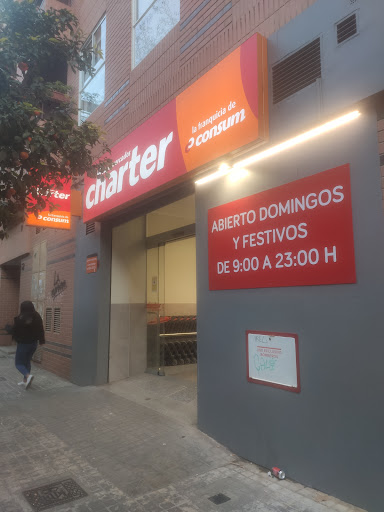 charter
la franquicia de
consum
ABIERTO DOMINGOS
Y FESTIVOS
DE 9:00 A 23:00 H